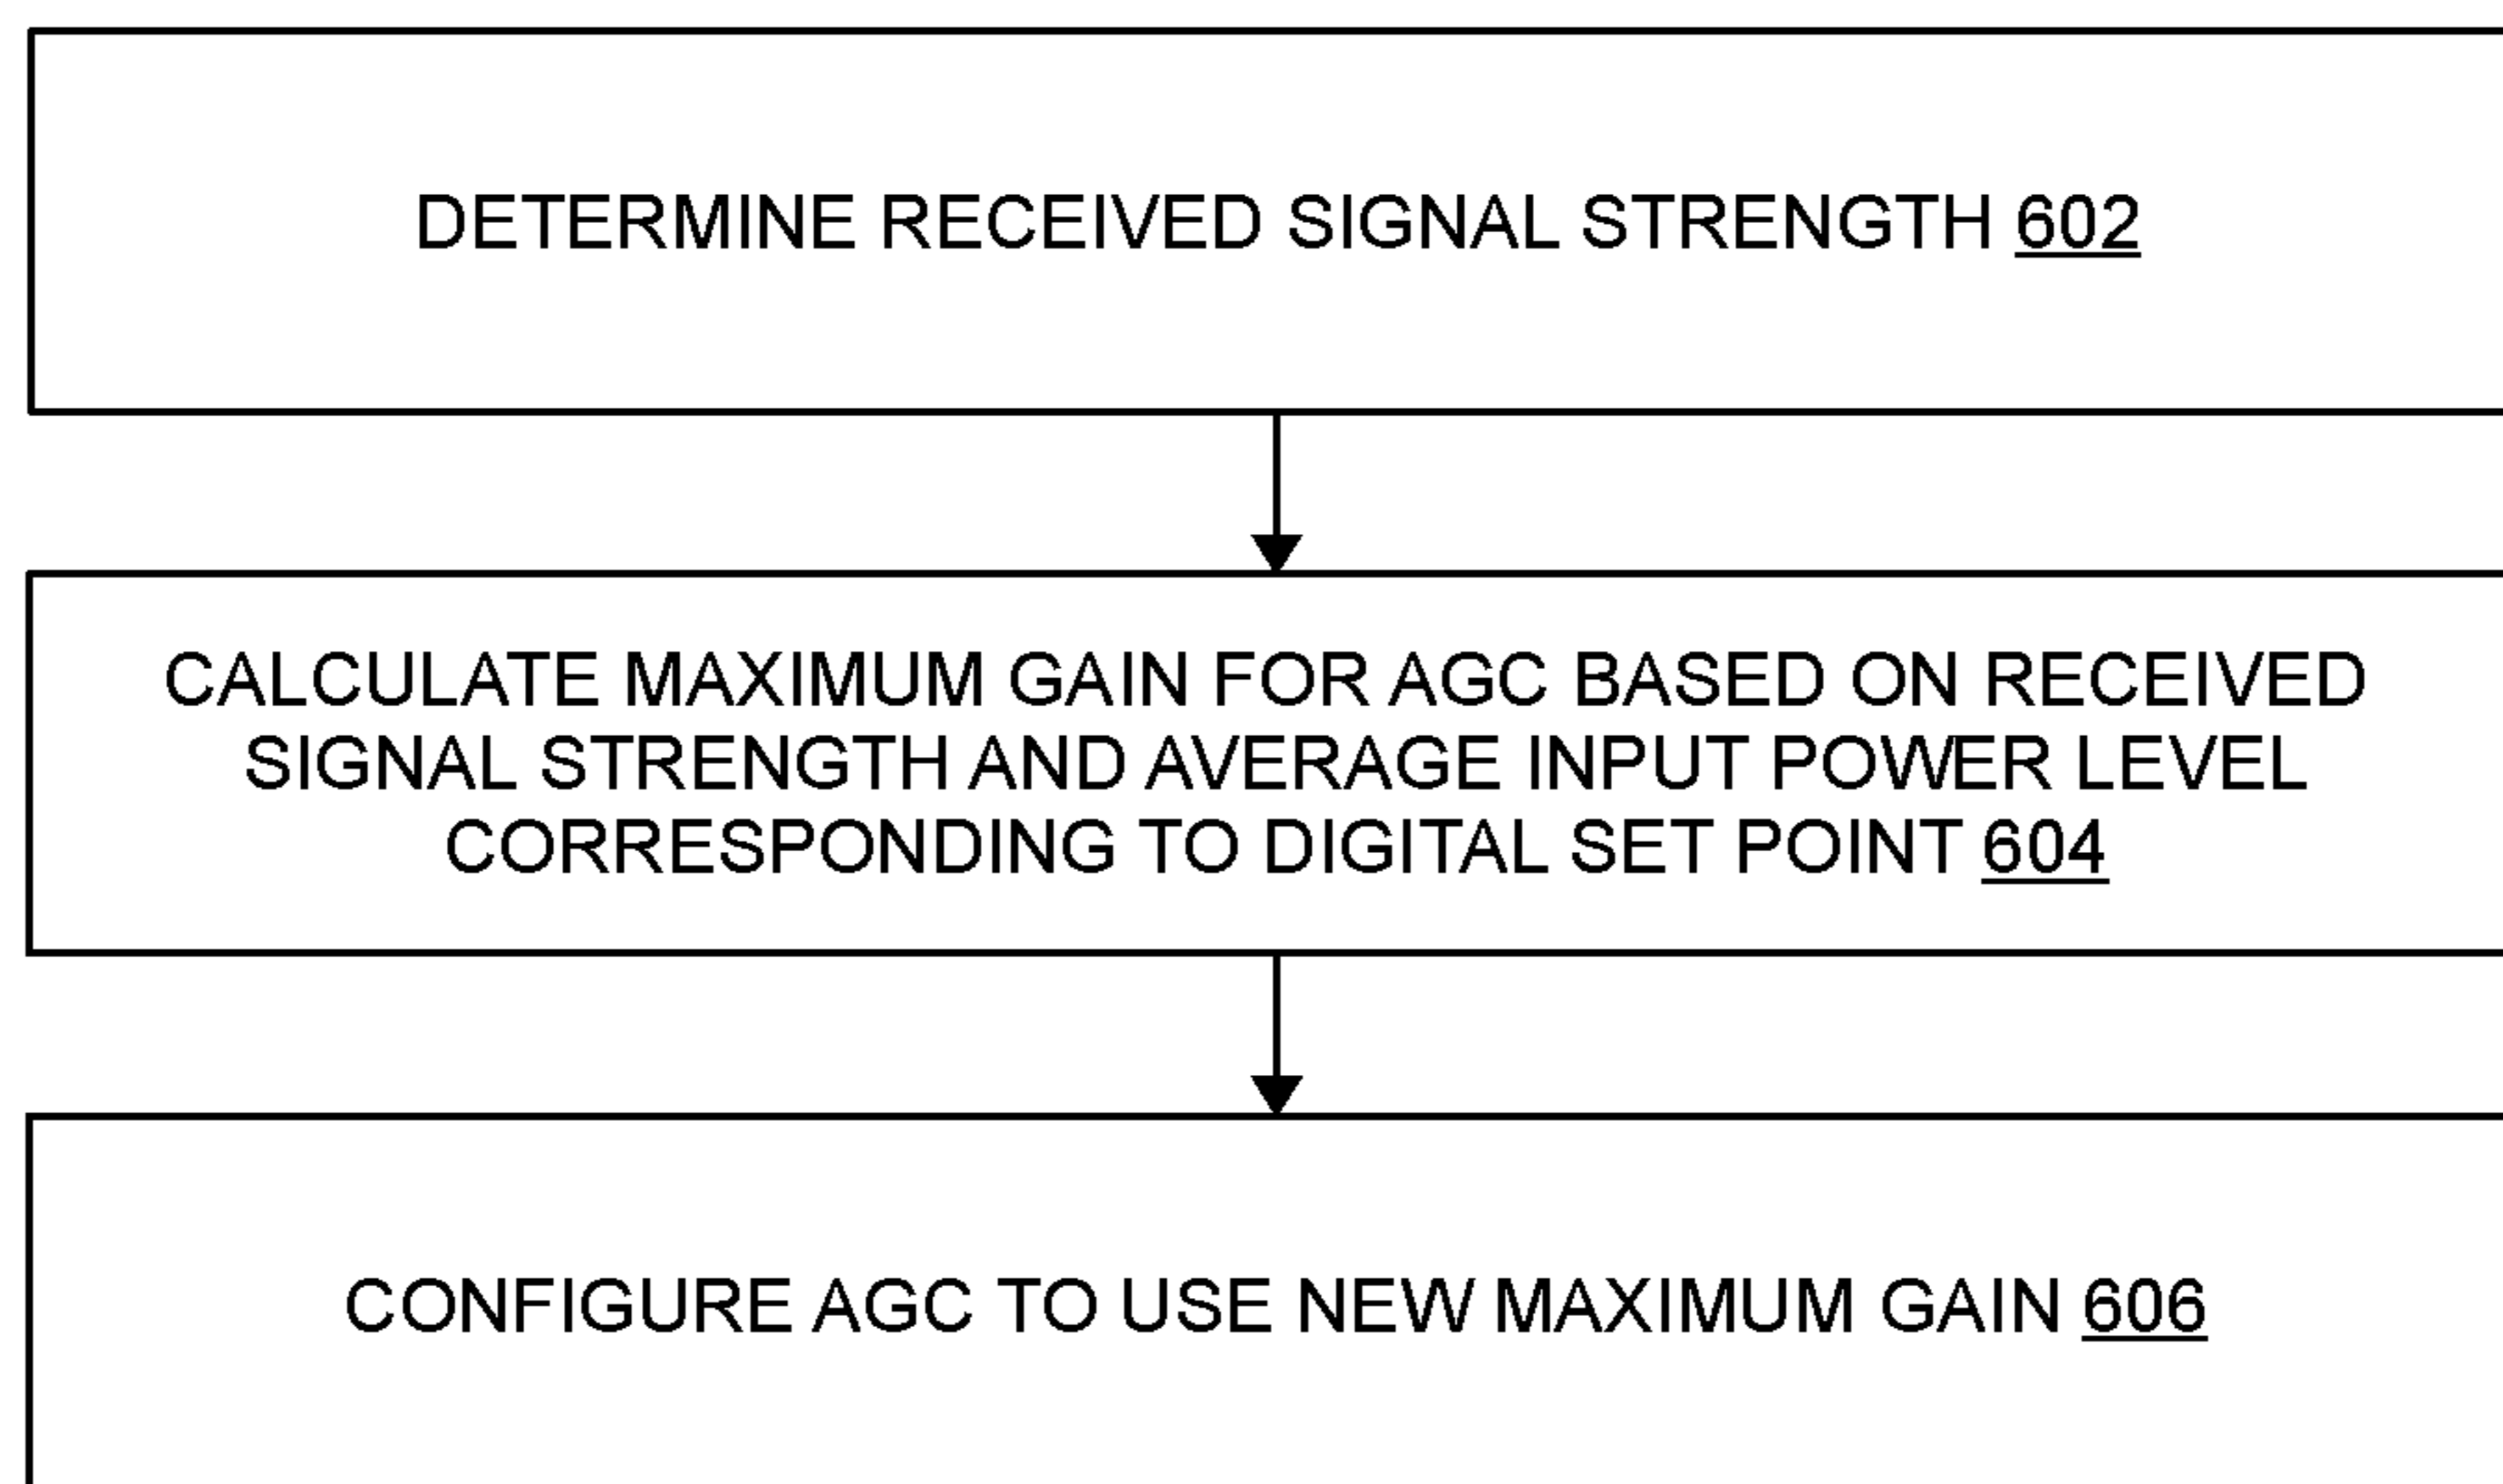 DETERMINE RECEIVED SIGNAL STRENGTH 602
CALCULATE MAXIMUM GAIN FOR AGC BASED ON RECEIVED
SIGNAL STRENGTH AND AVERAGE INPUT POWER LEVEL
CORRESPONDING TO DIGITAL SET POINT 604
CONFIGURE AGC TO USE NEW MAXIMUM GAIN 606